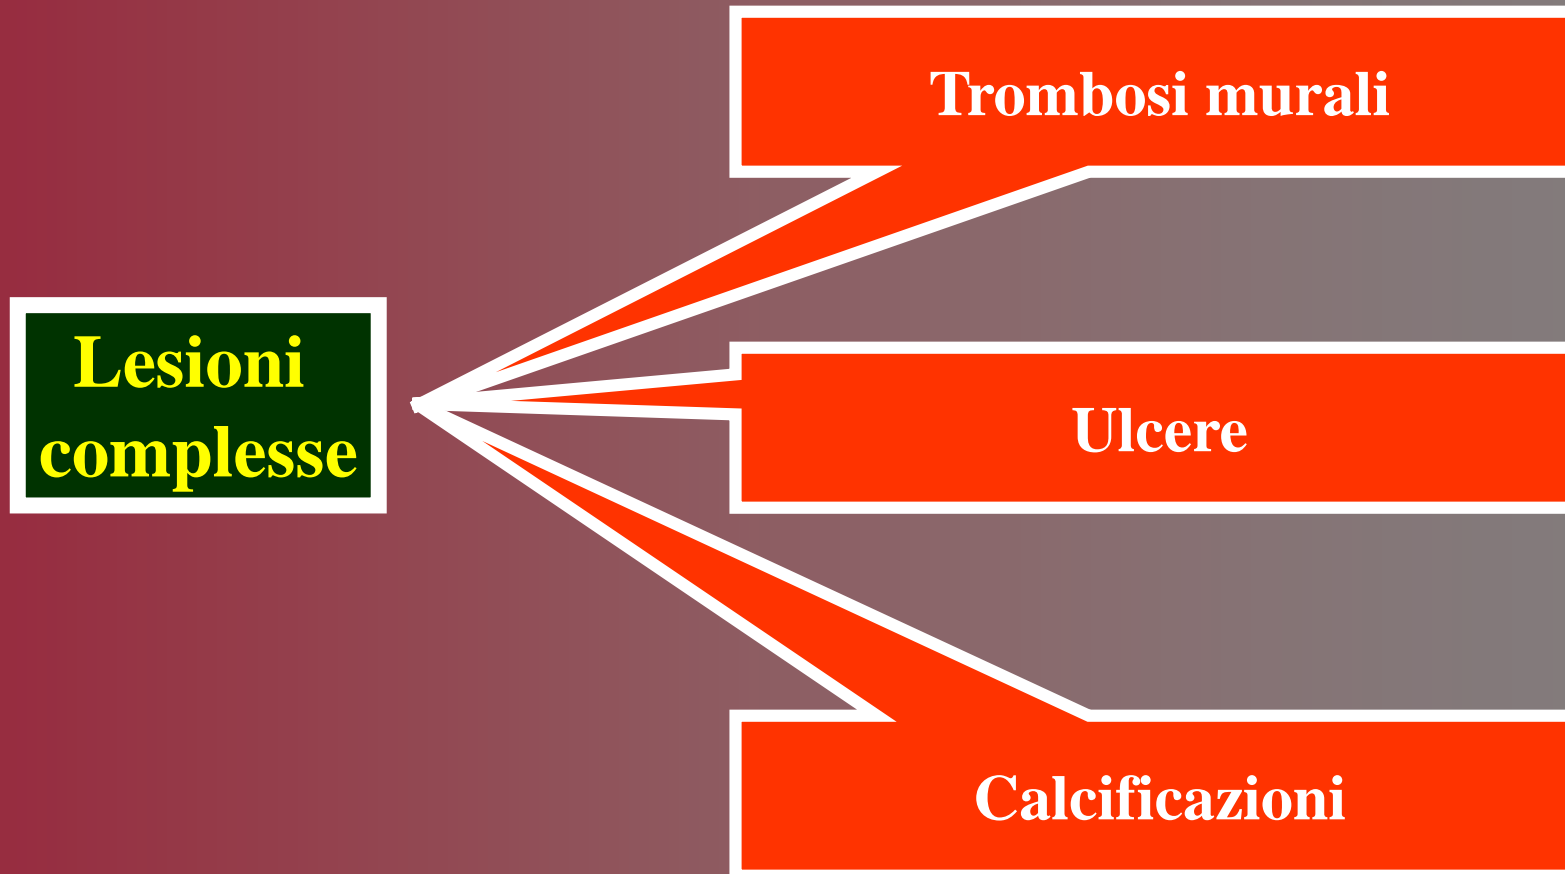 Trombosi murali
Lesioni
complesse
Ulcere
Calcificazioni